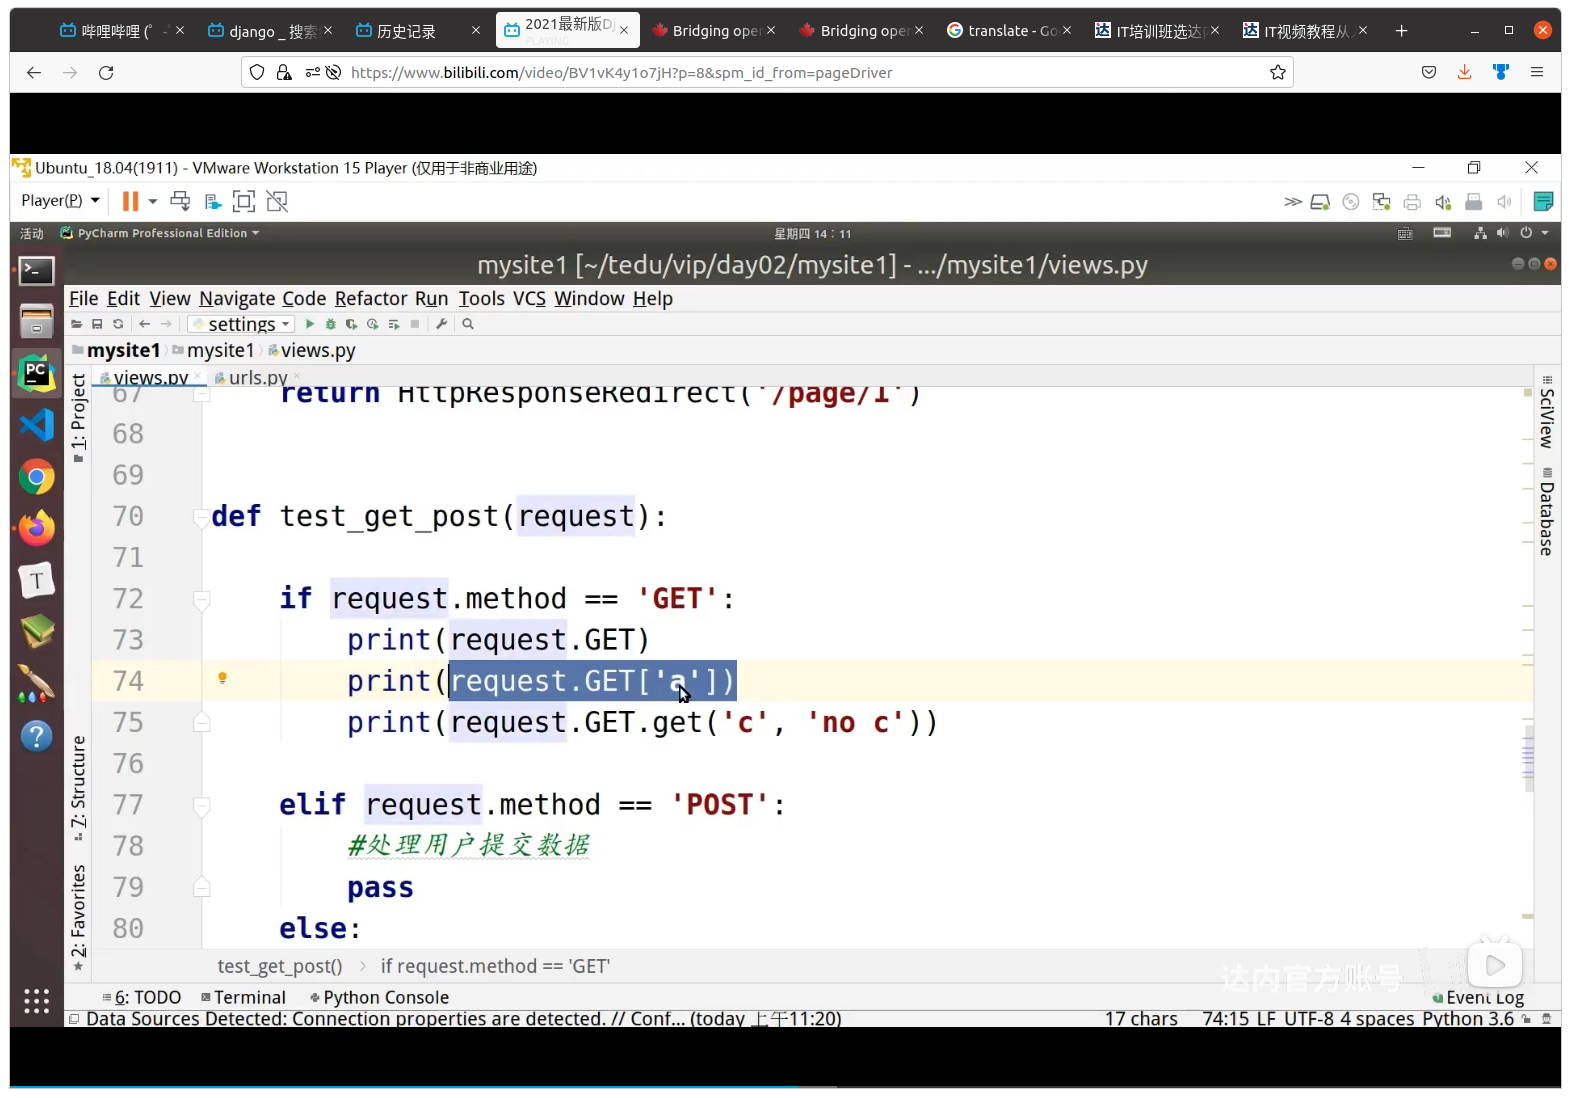 哔哩哔哩 (゜-゜
django _ 搜索
历史记录
2021最新版Dj
PLAYING
Bridging oper
Bridging oper
translate - Go
IT培训班选达
IT视频教程从
https://www.bilibili.com/video/BV1vK4y1o7jH?p=8&spm_id_from=pageDriver
Ubuntu_18.04(1911) - VMware Workstation 15 Player (仅用于非商业用途)
Player(P)
活动 PyCharm Professional Edition 星期四 14：11
mysite1 [~/tedu/vip/day02/mysite1] - .../mysite1/views.py
File Edit View Navigate Code Refactor Run Tools VCS Window Help
settings
mysite1 mysite1 views.py
views.py urls.py
1: Project
7: Structure
2: Favorites
SciView
Database
67 return HttpResponseRedirect('/page/1')
68
69
70 def test_get_post(request):
71
72 if request.method == 'GET':
73 print(request.GET)
74 print(request.GET['a'])
75 print(request.GET.get('c', 'no c'))
76
77 elif request.method == 'POST':
78 #处理用户提交数据
79 pass
80 else:
test_get_post() if request.method == 'GET'
达内官方账号
6: TODO Terminal Python Console Event Log
Data Sources Detected: Connection properties are detected. // Conf... (today 上午11:20) 17 chars 74:15 LF UTF-8 4 spaces Python 3.6